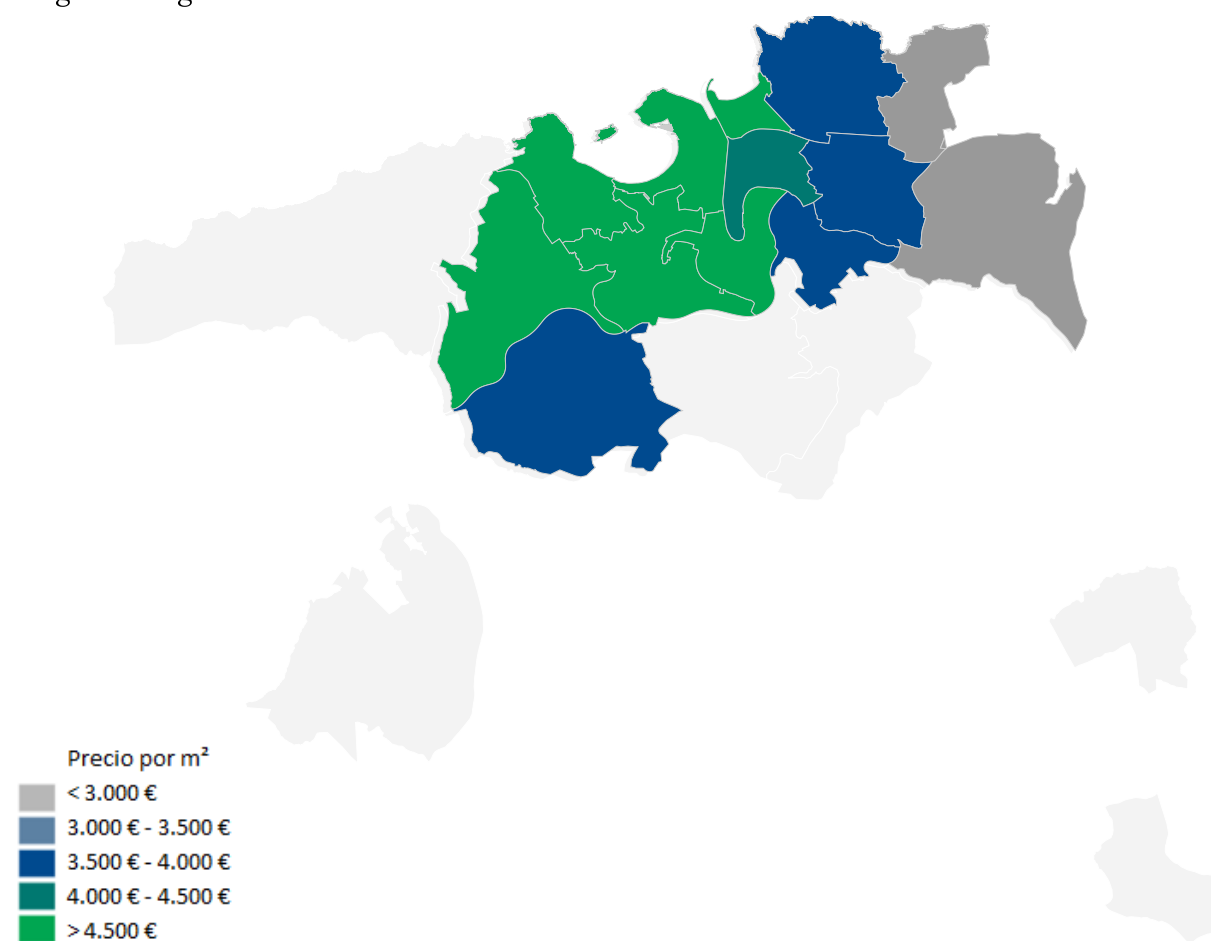 Precio por m²
< 3.000 €
3.000 € - 3.500 €
3.500 € - 4.000 €
4.000 € - 4.500 €
> 4.500 €